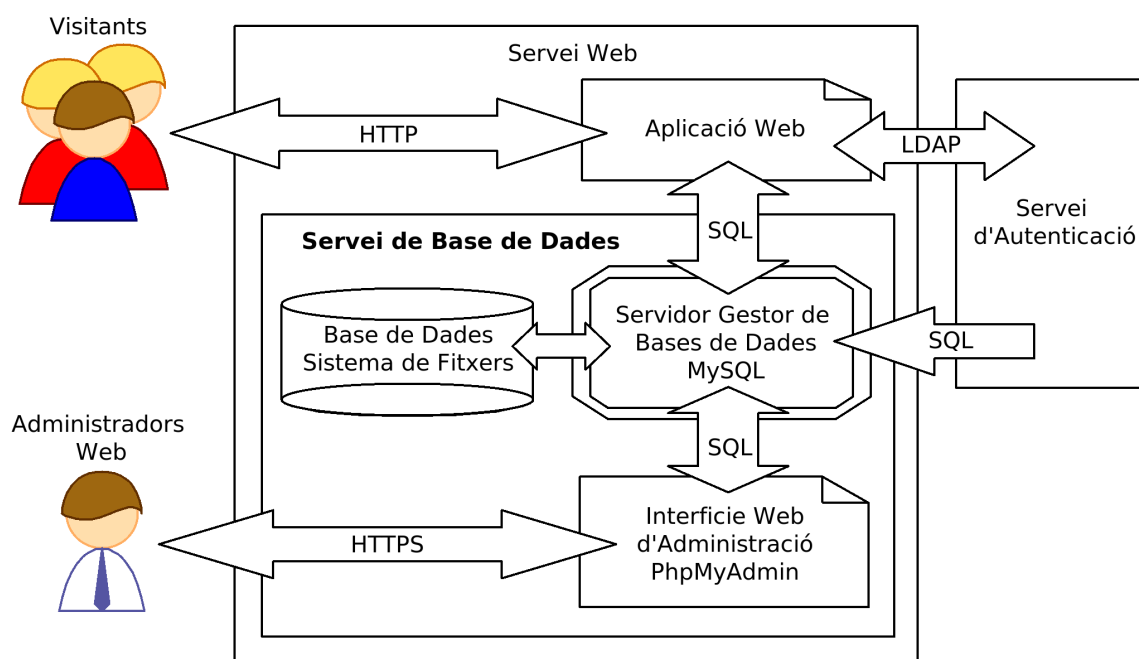 Visitants
Servei Web
HTTP
Aplicació Web
LDAP
Servei
d'Autenticació
SQL
Servei de Base de Dades
Base de Dades
Sistema de Fitxers
Servidor Gestor de
Bases de Dades
MySQL
SQL
Administradors
Web
SQL
HTTPS
Interficie Web
d'Administració
PhpMyAdmin